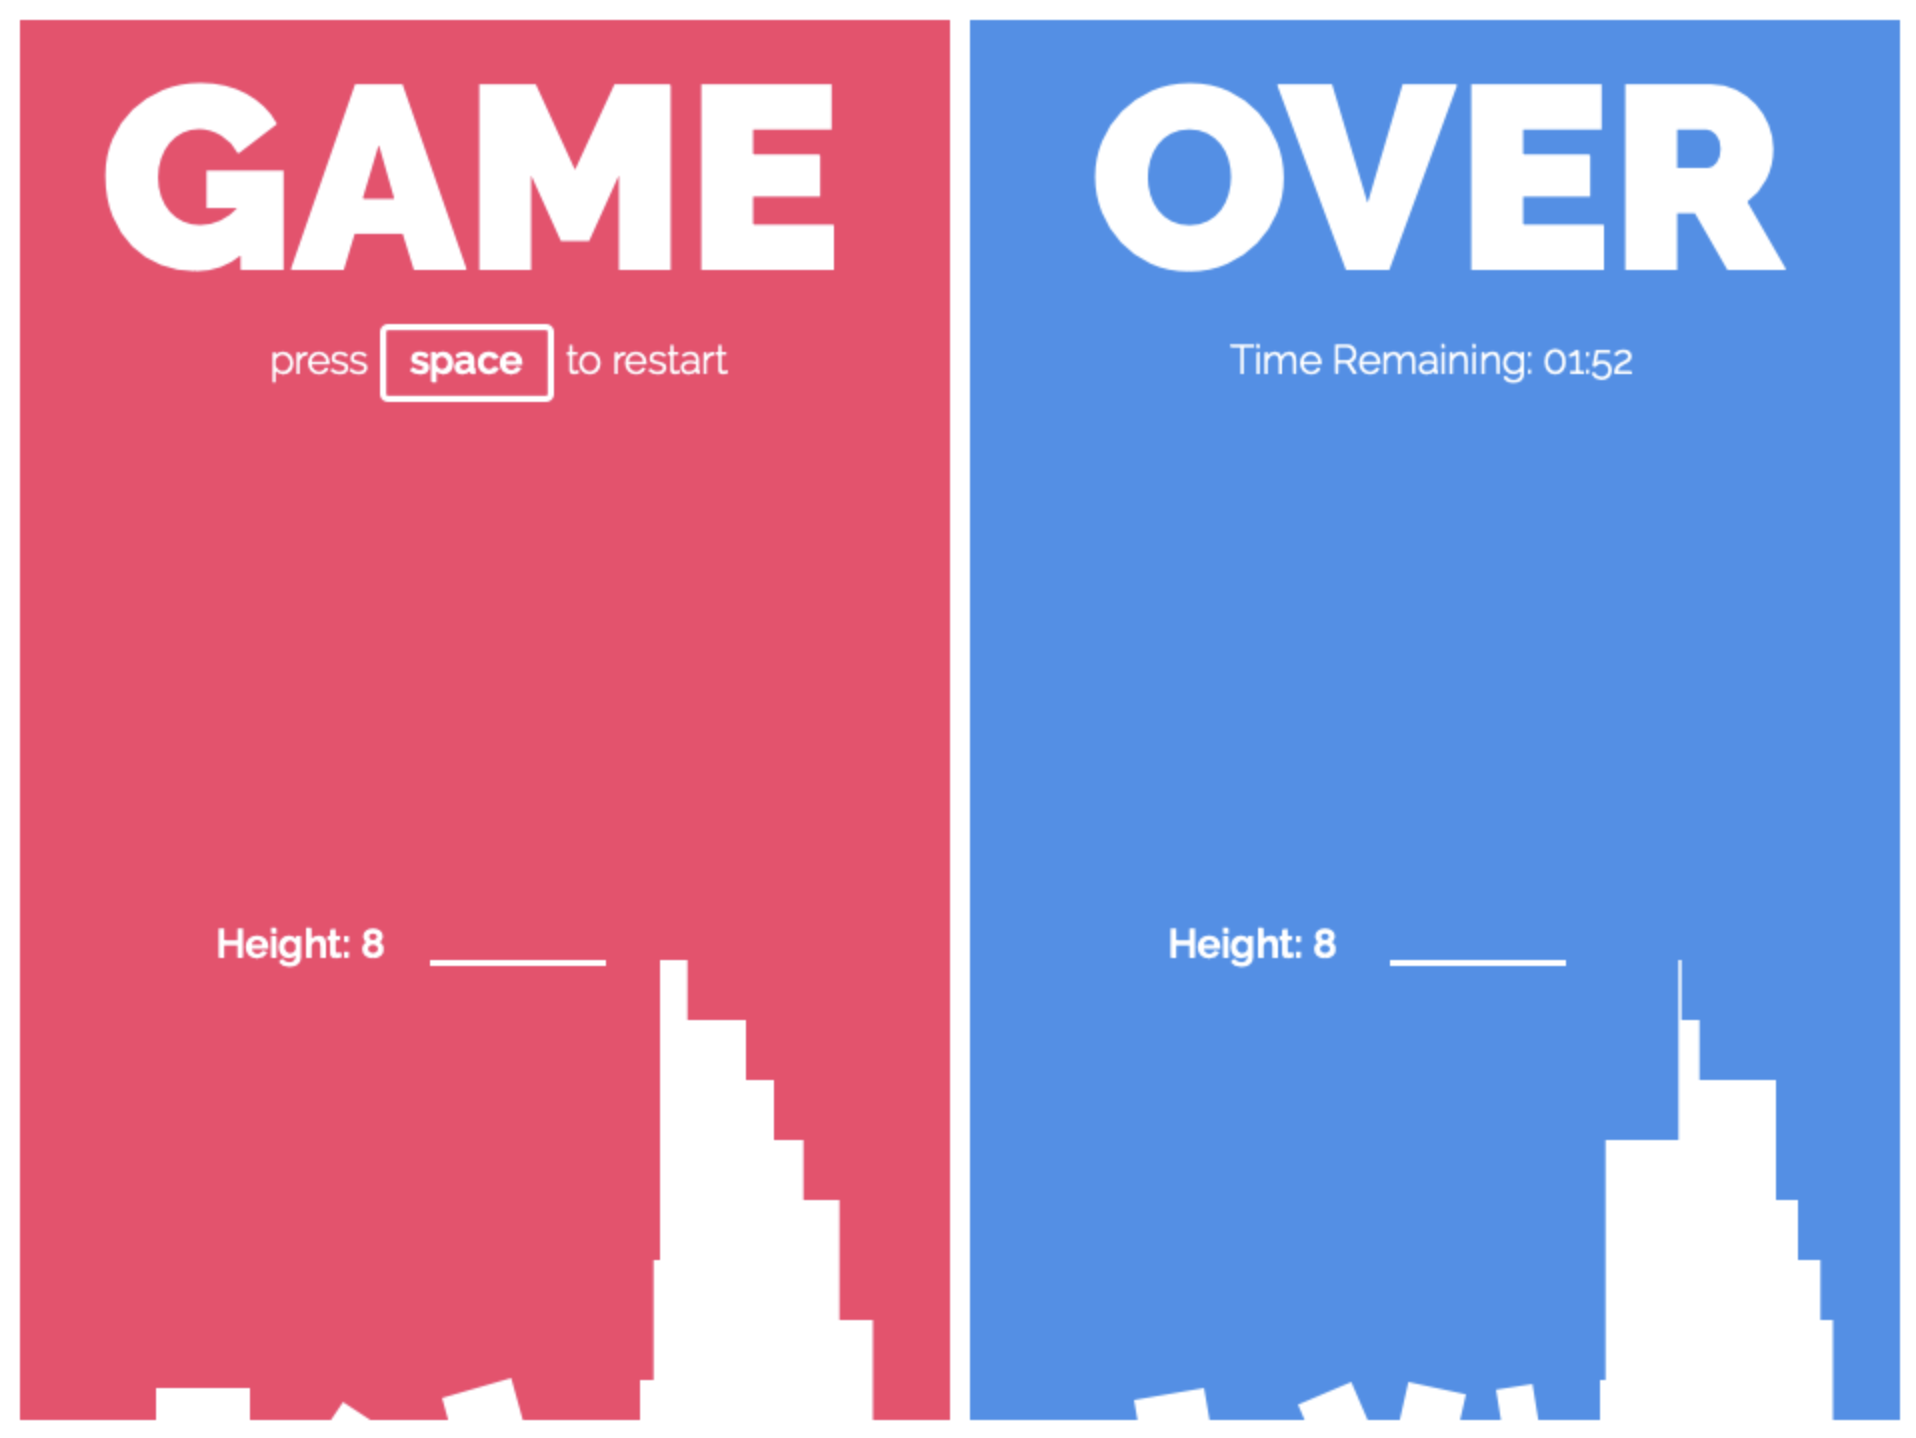 GAME OVER
press space to restart
Time Remaining: 01:52
Height: 8
Height: 8